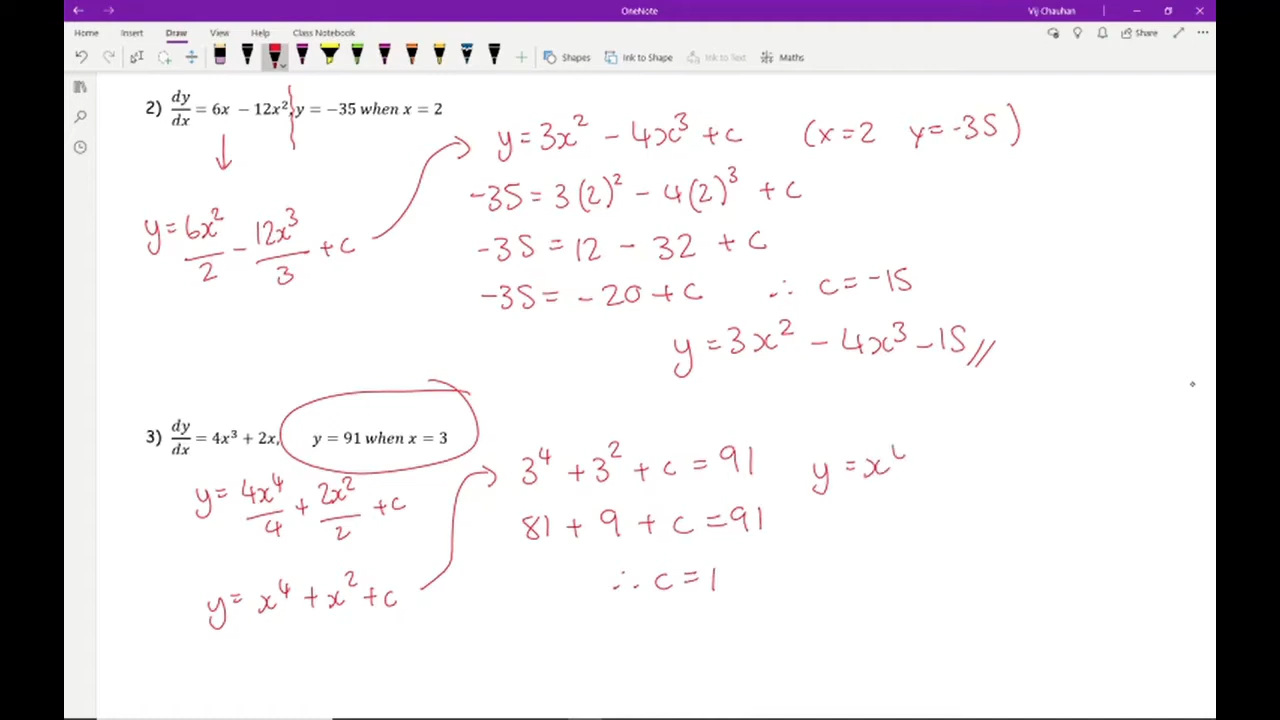 OneNote
Vij Chauhan
Home Insert Draw View Help Class Notebook
Share
Shapes Ink to Shape Ink to Text Maths
2) dy/dx = 6x − 12x², y = −35 when x = 2
y = 6x²/2 − 12x³/3 + c
y = 3x² − 4x³ + c (x = 2 y = -35)
-35 = 3(2)² − 4(2)³ + c
-35 = 12 − 32 + c
-35 = -20 + c ∴ c = -15
y = 3x² − 4x³ − 15 //
3) dy/dx = 4x³ + 2x, y = 91 when x = 3
y = 4x⁴/4 + 2x²/2 + c
y = x⁴ + x² + c
3⁴ + 3² + c = 91
81 + 9 + c = 91
∴ c = 1
y = x